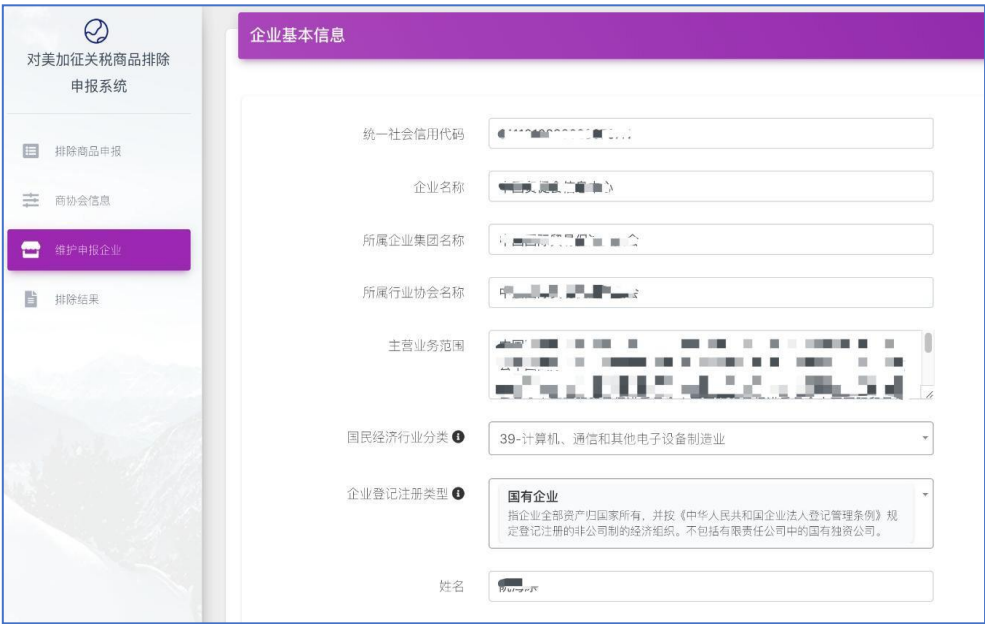 对美加征关税商品排除
申报系统
排除商品申报
商协会信息
维护申报企业
排除结果
企业基本信息
统一社会信用代码
企业名称
所属企业集团名称
所属行业协会名称
主营业务范围
国民经济行业分类
39-计算机、通信和其他电子设备制造业
企业登记注册类型
国有企业
指企业全部资产归国家所有，并按《中华人民共和国企业法人登记管理条例》规
定登记注册的非公司制的经济组织。不包括有限责任公司中的国有独资公司。
姓名